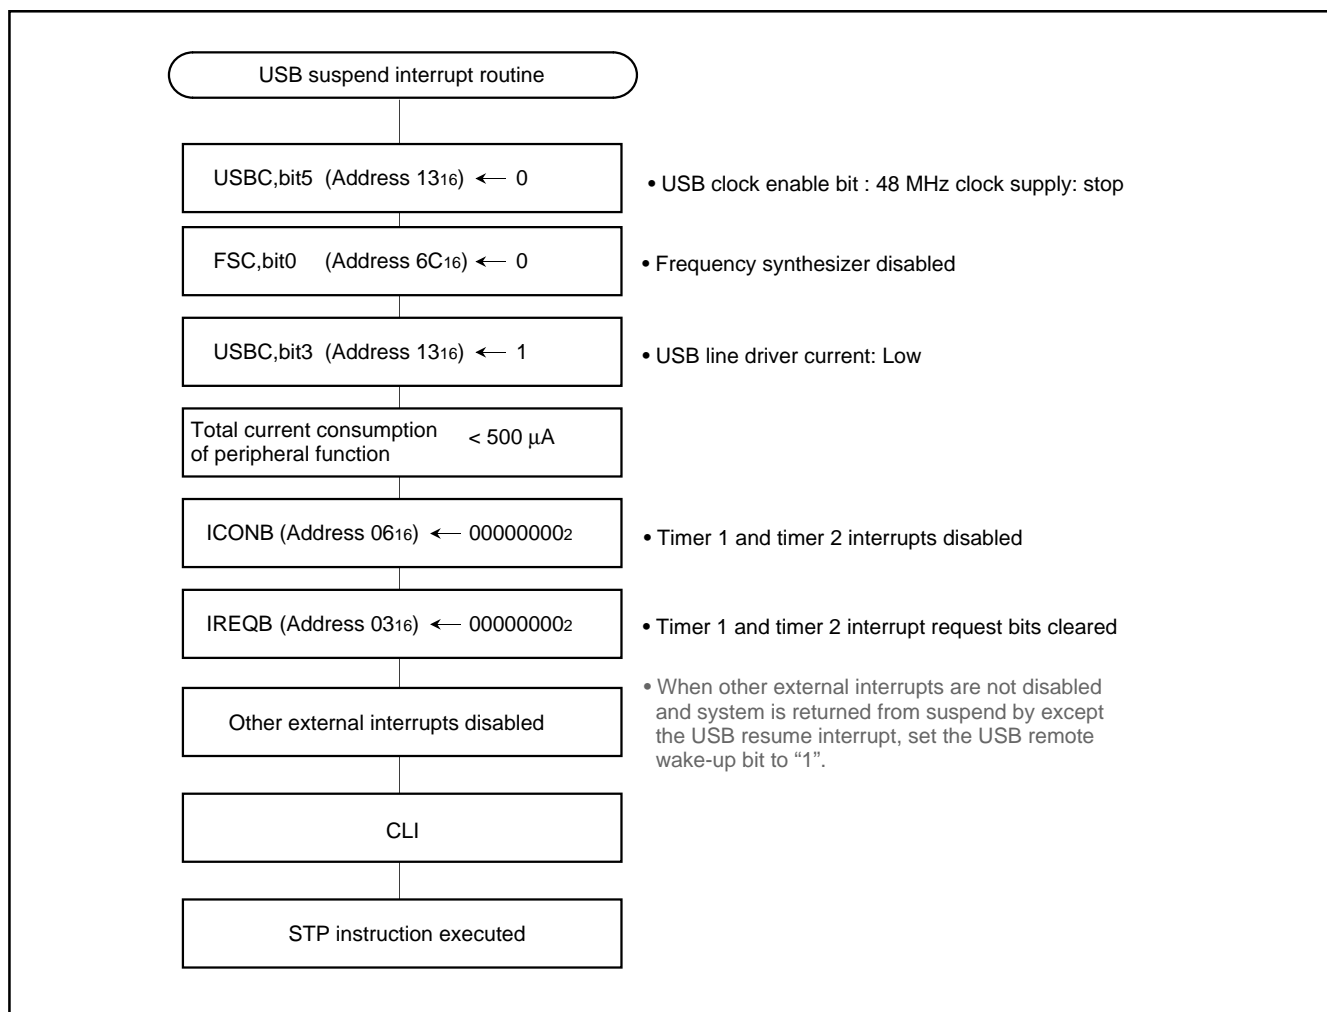 USB suspend interrupt routine
USBC,bit5 (Address 1316) ← 0
• USB clock enable bit : 48 MHz clock supply: stop
FSC,bit0 (Address 6C16) ← 0
• Frequency synthesizer disabled
USBC,bit3 (Address 1316) ← 1
• USB line driver current: Low
Total current consumption < 500 μA
of peripheral function
ICONB (Address 0616) ← 000000002
• Timer 1 and timer 2 interrupts disabled
IREQB (Address 0316) ← 000000002
• Timer 1 and timer 2 interrupt request bits cleared
Other external interrupts disabled
• When other external interrupts are not disabled
and system is returned from suspend by except
the USB resume interrupt, set the USB remote
wake-up bit to “1”.
CLI
STP instruction executed